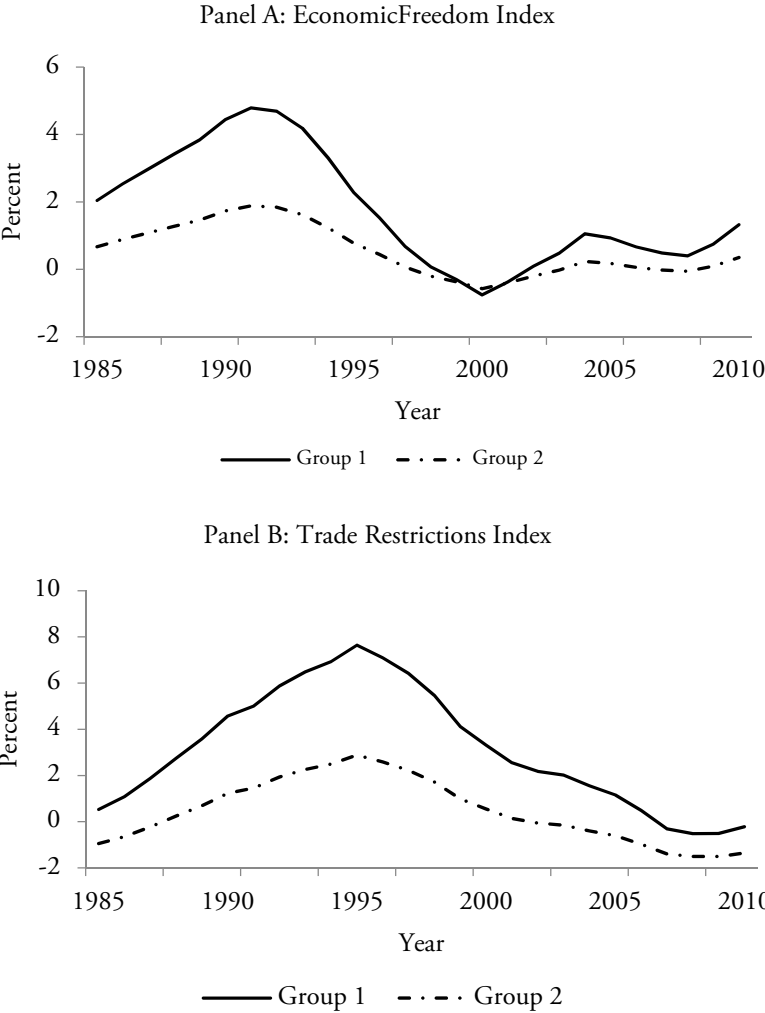 Panel A: EconomicFreedom Index
6
4
2
0
-2
Percent
1985 1990 1995 2000 2005 2010
Year
Group 1 Group 2
Panel B: Trade Restrictions Index
10
8
6
4
2
0
-2
Percent
1985 1990 1995 2000 2005 2010
Year
Group 1 Group 2